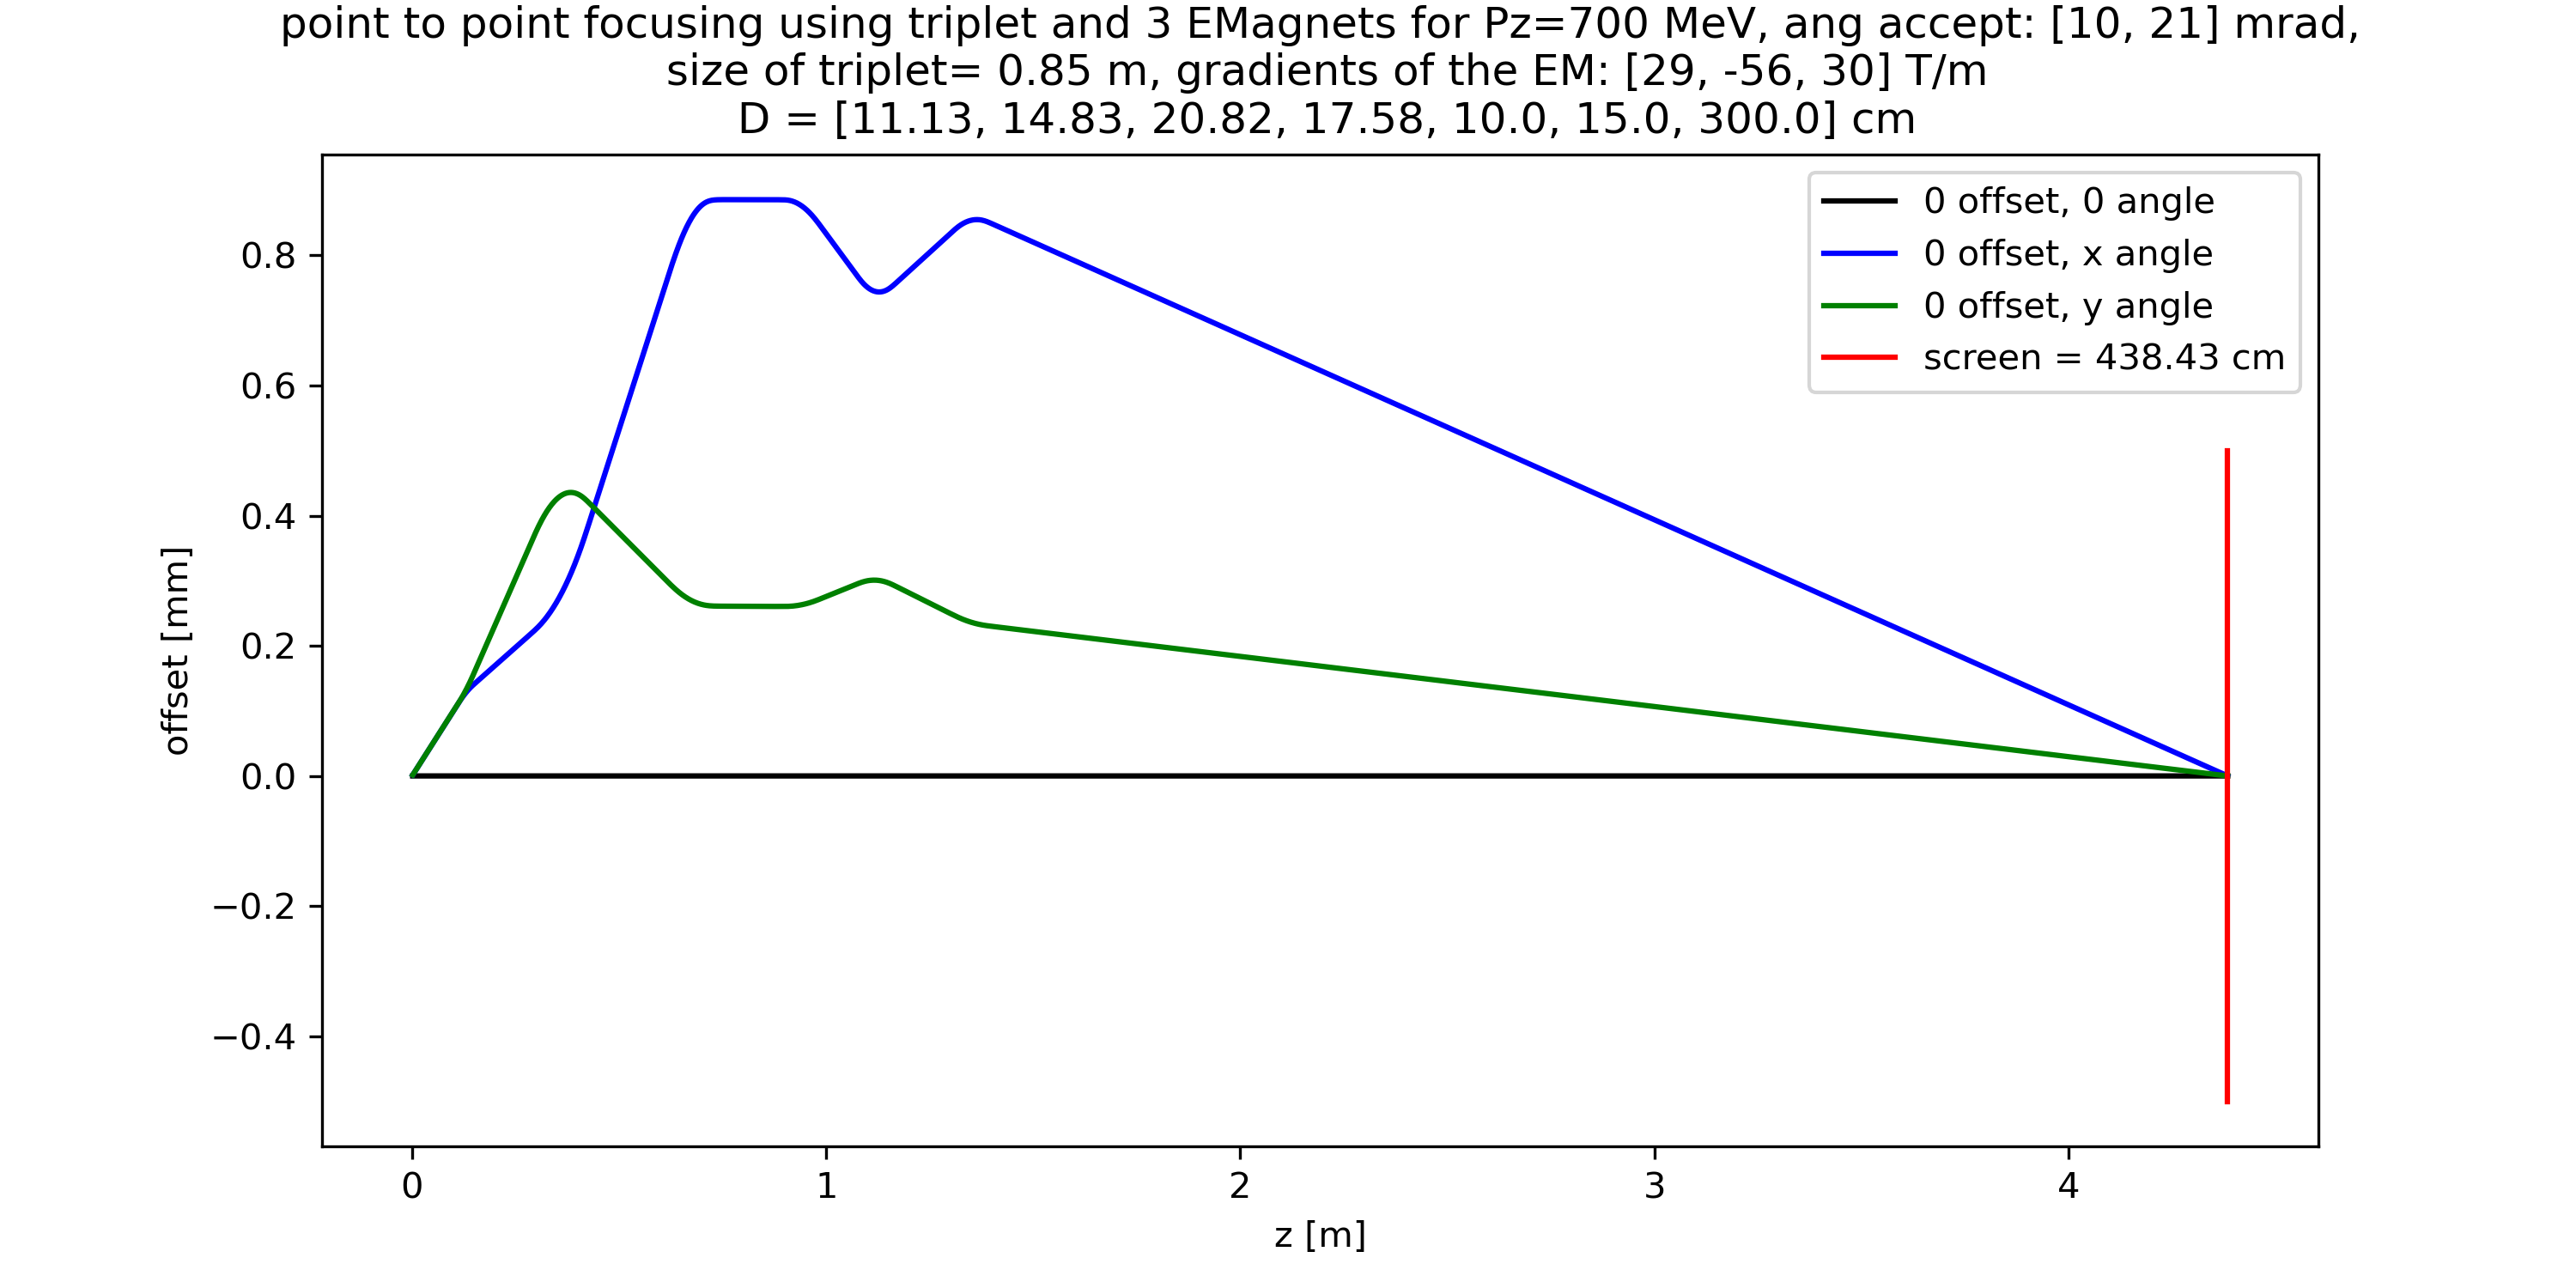 point to point focusing using triplet and 3 EMagnets for Pz=700 MeV, ang accept: [10, 21] mrad,
size of triplet= 0.85 m, gradients of the EM: [29, -56, 30] T/m
D = [11.13, 14.83, 20.82, 17.58, 10.0, 15.0, 300.0] cm
0 offset, 0 angle
0 offset, x angle
0 offset, y angle
screen = 438.43 cm
offset [mm]
0.8
0.6
0.4
0.2
0.0
−0.2
−0.4
0 1 2 3 4
z [m]